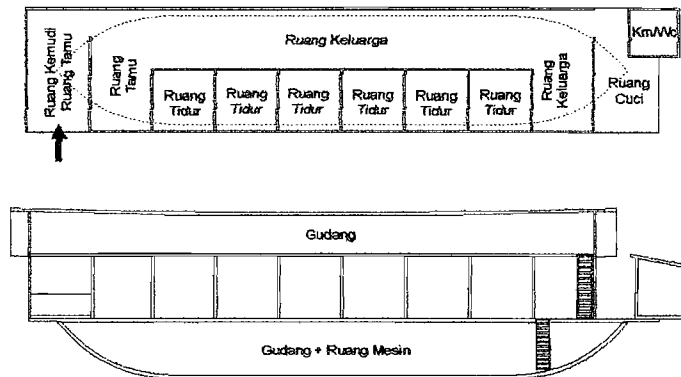 Ruang Kemudi
Ruang Tamu
Ruang
Tamu
Ruang Keluarga
Ruang
Tidur
Ruang
Tidur
Ruang
Tidur
Ruang
Tidur
Ruang
Tidur
Ruang
Tidur
Ruang
Keluarga
Km/Wc
Ruang
Cuci
Gudang
Gudang + Ruang Mesin